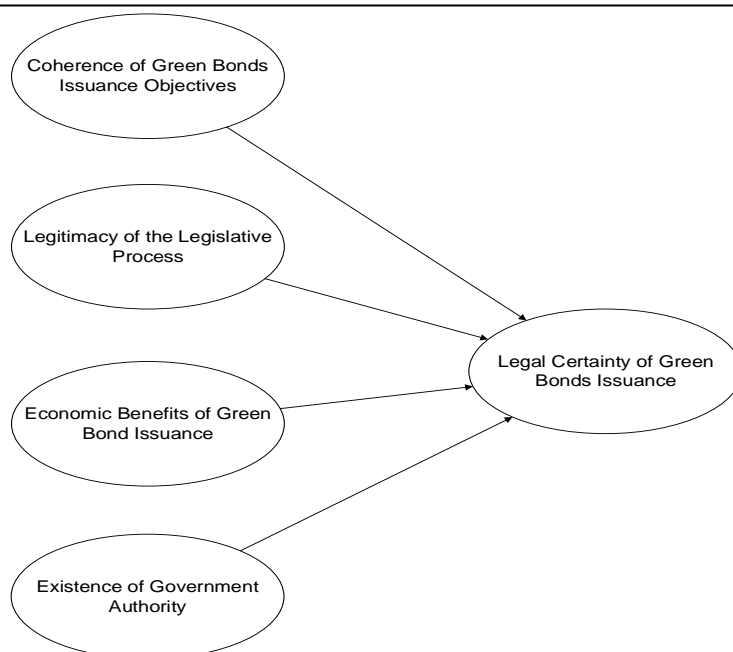 Coherence of Green Bonds
Issuance Objectives
Legitimacy of the Legislative
Process
Legal Certainty of Green
Bonds Issuance
Economic Benefits of Green
Bond Issuance
Existence of Government
Authority